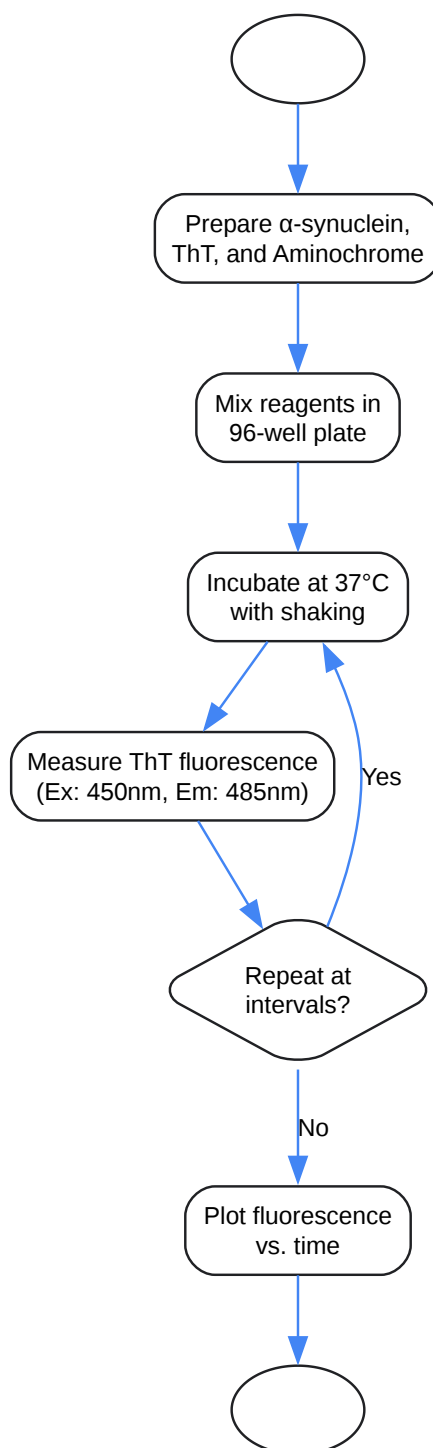 Prepare α-synuclein,
ThT, and Aminochrome
Mix reagents in
96-well plate
Incubate at 37°C
with shaking
Measure ThT fluorescence
(Ex: 450nm, Em: 485nm)
Yes
Repeat at
intervals?
No
Plot fluorescence
vs. time